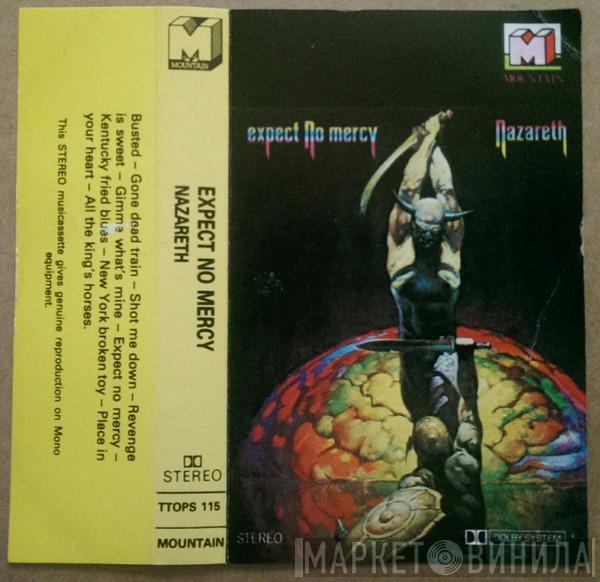 MOUNTAIN
Busted – Gone dead train – Shot me down – Revenge
is sweet – Gimme what's mine – Expect no mercy –
Kentucky fried blues – New York broken toy – Place in
your heart – All the king's horses.
This STEREO musicassette gives genuine reproduction on Mono
equipment.
EXPECT NO MERCY
NAZARETH
STEREO
TTOPS 115
MOUNTAIN
MOUNTAIN
expect No mercy
Nazareth
STEREO
DOLBY SYSTEM
МАРКЕТ ВИНИЛА